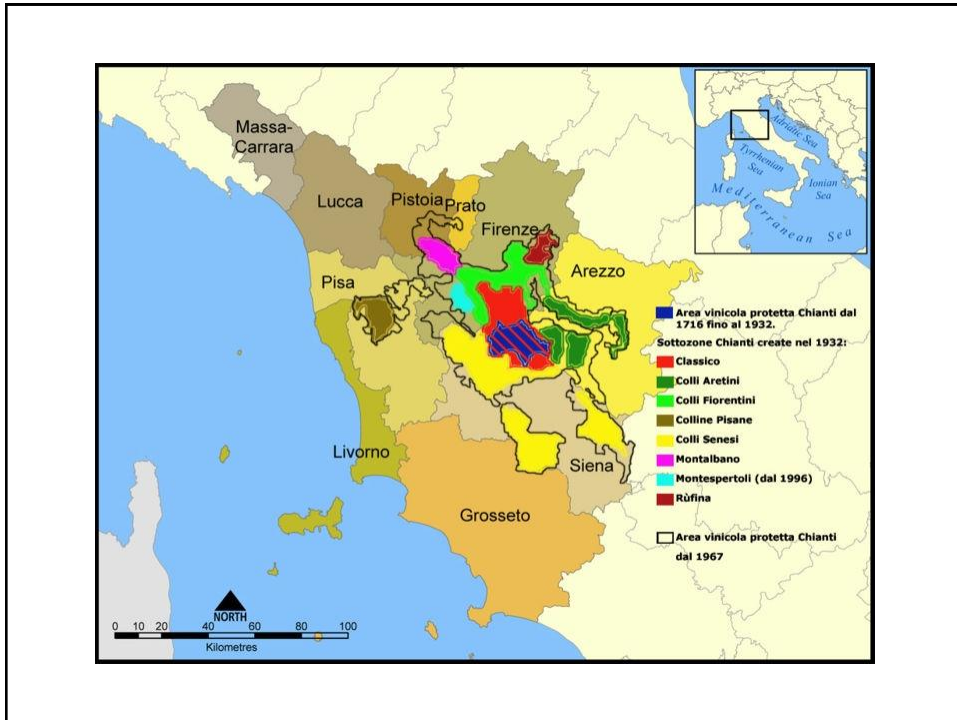 Massa-
Carrara
Lucca
Pistoia
Prato
Firenze
Arezzo
Pisa
Livorno
Siena
Grosseto
Adriatic Sea
Tyrrhenian
Sea
Ionian
Sea
Mediterranean Sea
Area vinicola protetta Chianti dal
1716 fino al 1932.
Sottozone Chianti create nel 1932:
Classico
Colli Aretini
Colli Fiorentini
Colline Pisane
Colli Senesi
Montalbano
Montespertoli (dal 1996)
Rùfina
Area vinicola protetta Chianti
dal 1967
NORTH
0 10 20 40 60 80 100
Kilometres